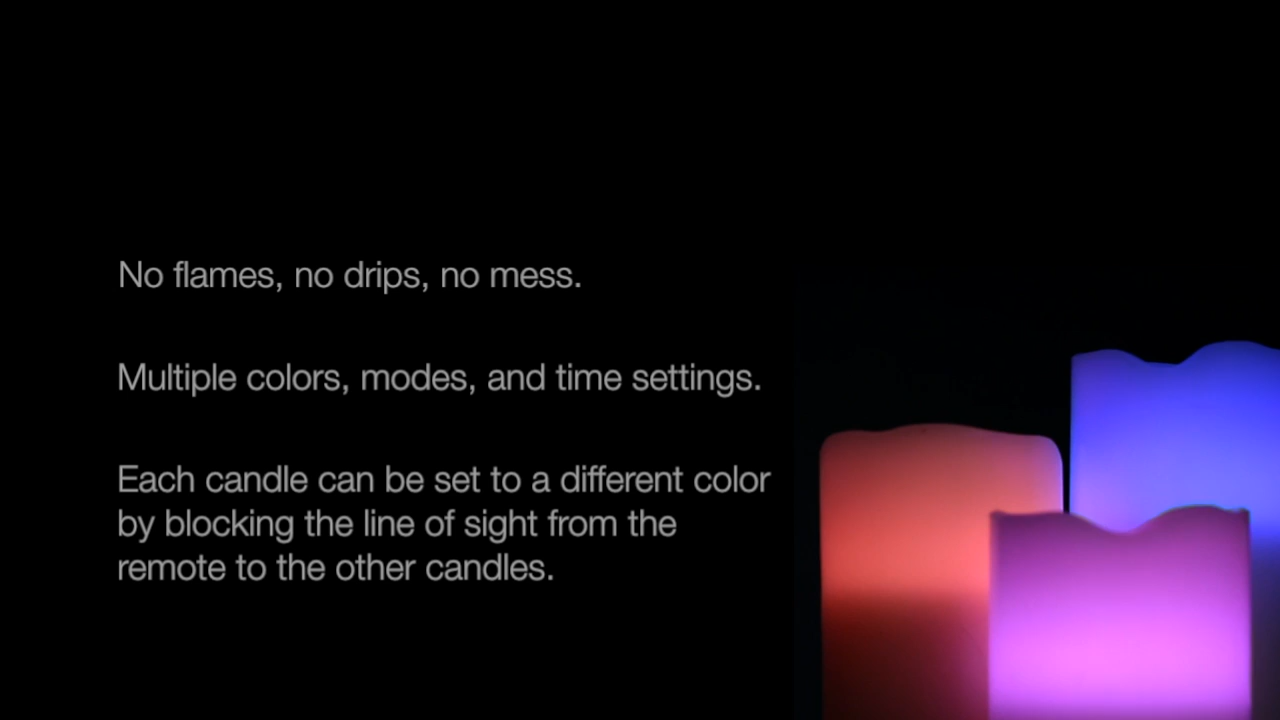 No flames, no drips, no mess.
Multiple colors, modes, and time settings.
Each candle can be set to a different color
by blocking the line of sight from the
remote to the other candles.